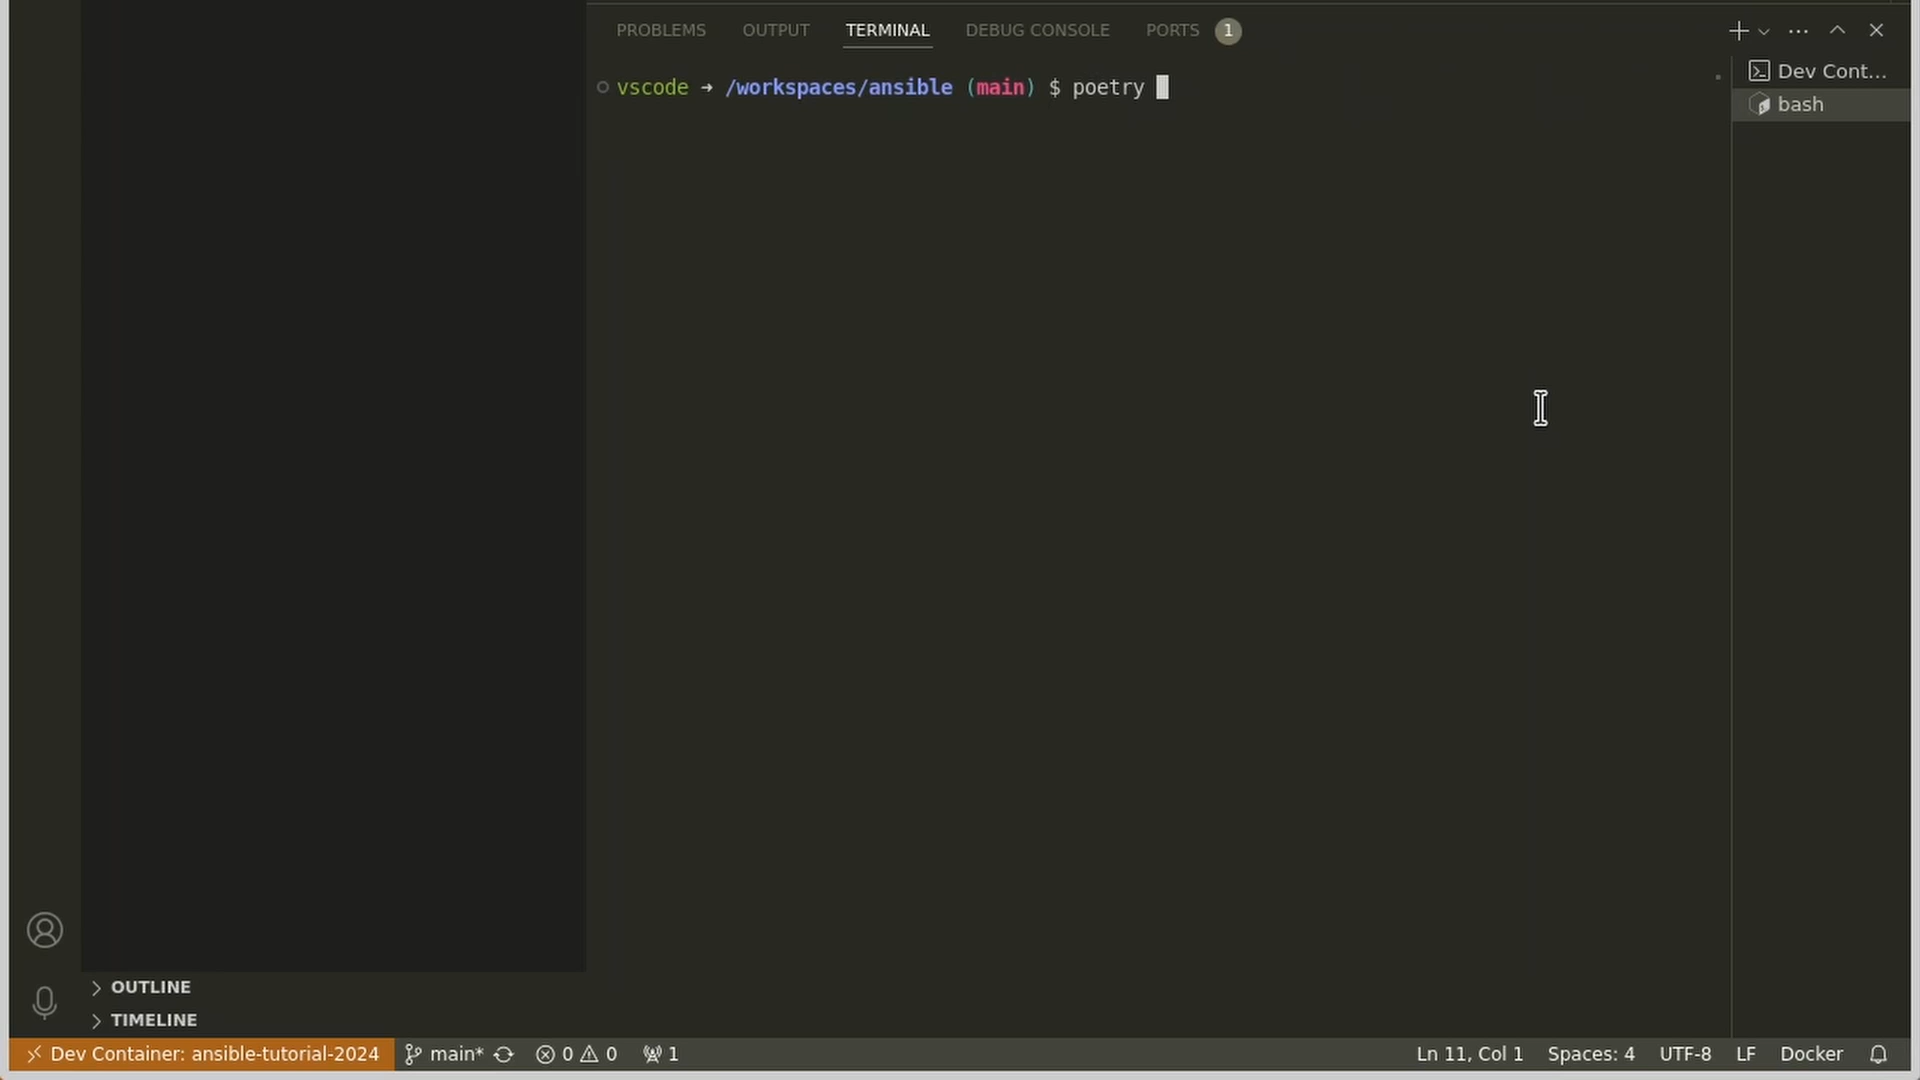 PROBLEMS OUTPUT TERMINAL DEBUG CONSOLE PORTS 1
vscode ➜ /workspaces/ansible (main) $ poetry
Dev Cont...
bash
OUTLINE
TIMELINE
Dev Container: ansible-tutorial-2024 main* 0 0 1 Ln 11, Col 1 Spaces: 4 UTF-8 LF Docker